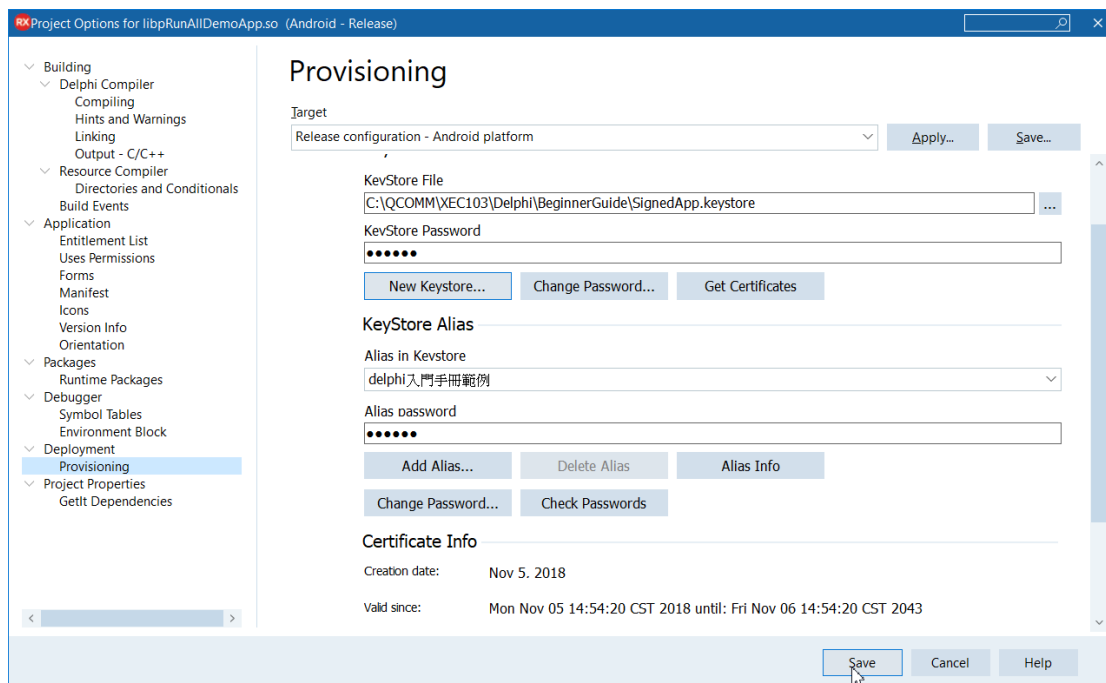 RX Project Options for libpRunAllDemoApp.so (Android - Release)
Building
Delphi Compiler
Compiling
Hints and Warnings
Linking
Output - C/C++
Resource Compiler
Directories and Conditionals
Build Events
Application
Entitlement List
Uses Permissions
Forms
Manifest
Icons
Version Info
Orientation
Packages
Runtime Packages
Debugger
Symbol Tables
Environment Block
Deployment
Provisioning
Project Properties
GetIt Dependencies
Provisioning
Target
Release configuration - Android platform
Apply...
Save...
KeyStore File
C:\QCOMM\XEC103\Delphi\BeginnerGuide\SignedApp.keystore
...
KeyStore Password
●●●●●●
New Keystore...
Change Password...
Get Certificates
KeyStore Alias
Alias in Keystore
delphi入門手冊範例
Alias password
●●●●●●
Add Alias...
Delete Alias
Alias Info
Change Password...
Check Passwords
Certificate Info
Creation date: Nov 5, 2018
Valid since: Mon Nov 05 14:54:20 CST 2018 until: Fri Nov 06 14:54:20 CST 2043
Save
Cancel
Help